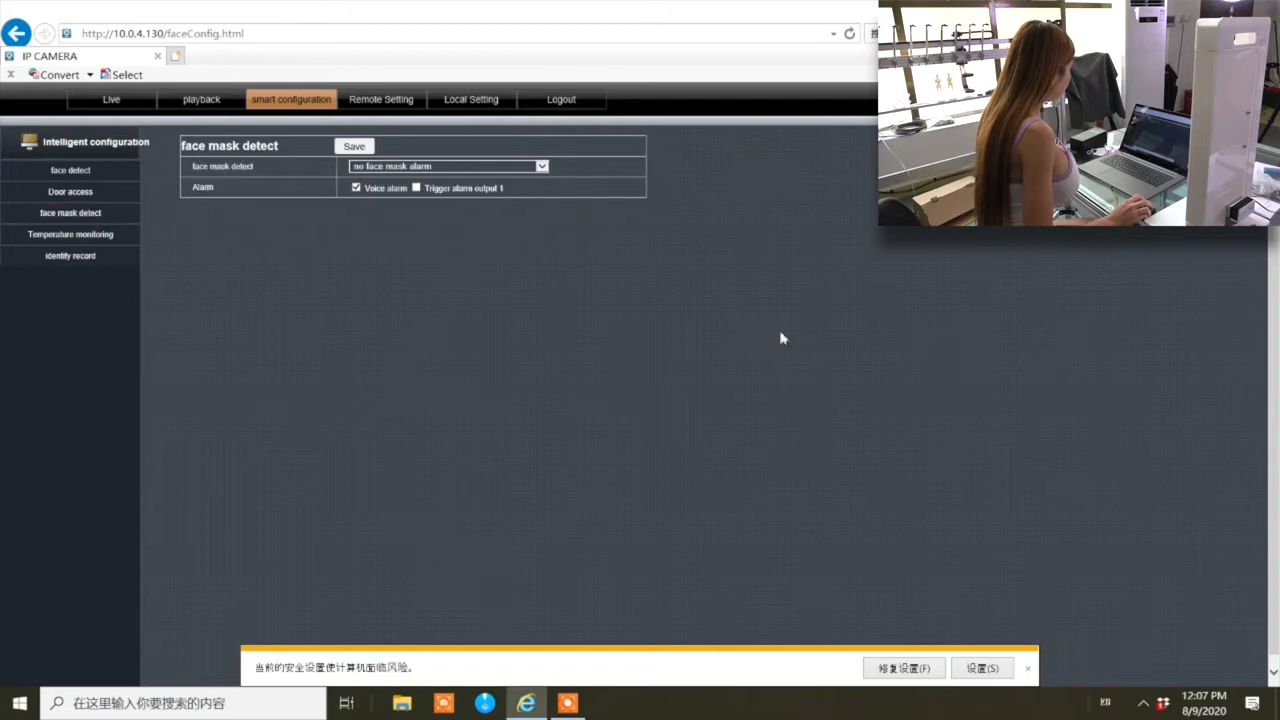 http://10.0.4.130/faceConfig.html
IP CAMERA
Convert
Select
Live
playback
smart configuration
Remote Setting
Local Setting
Logout
Intelligent configuration
face detect
Door access
face mask detect
Temperature monitoring
Identify record
face mask detect
Save
face mask detect
no face mask alarm
Alarm
Voice alarm
Trigger alarm output 1
当前的安全设置使计算机面临风险。
修复设置(F)
设置(S)
在这里输入你要搜索的内容
12:07 PM
8/9/2020